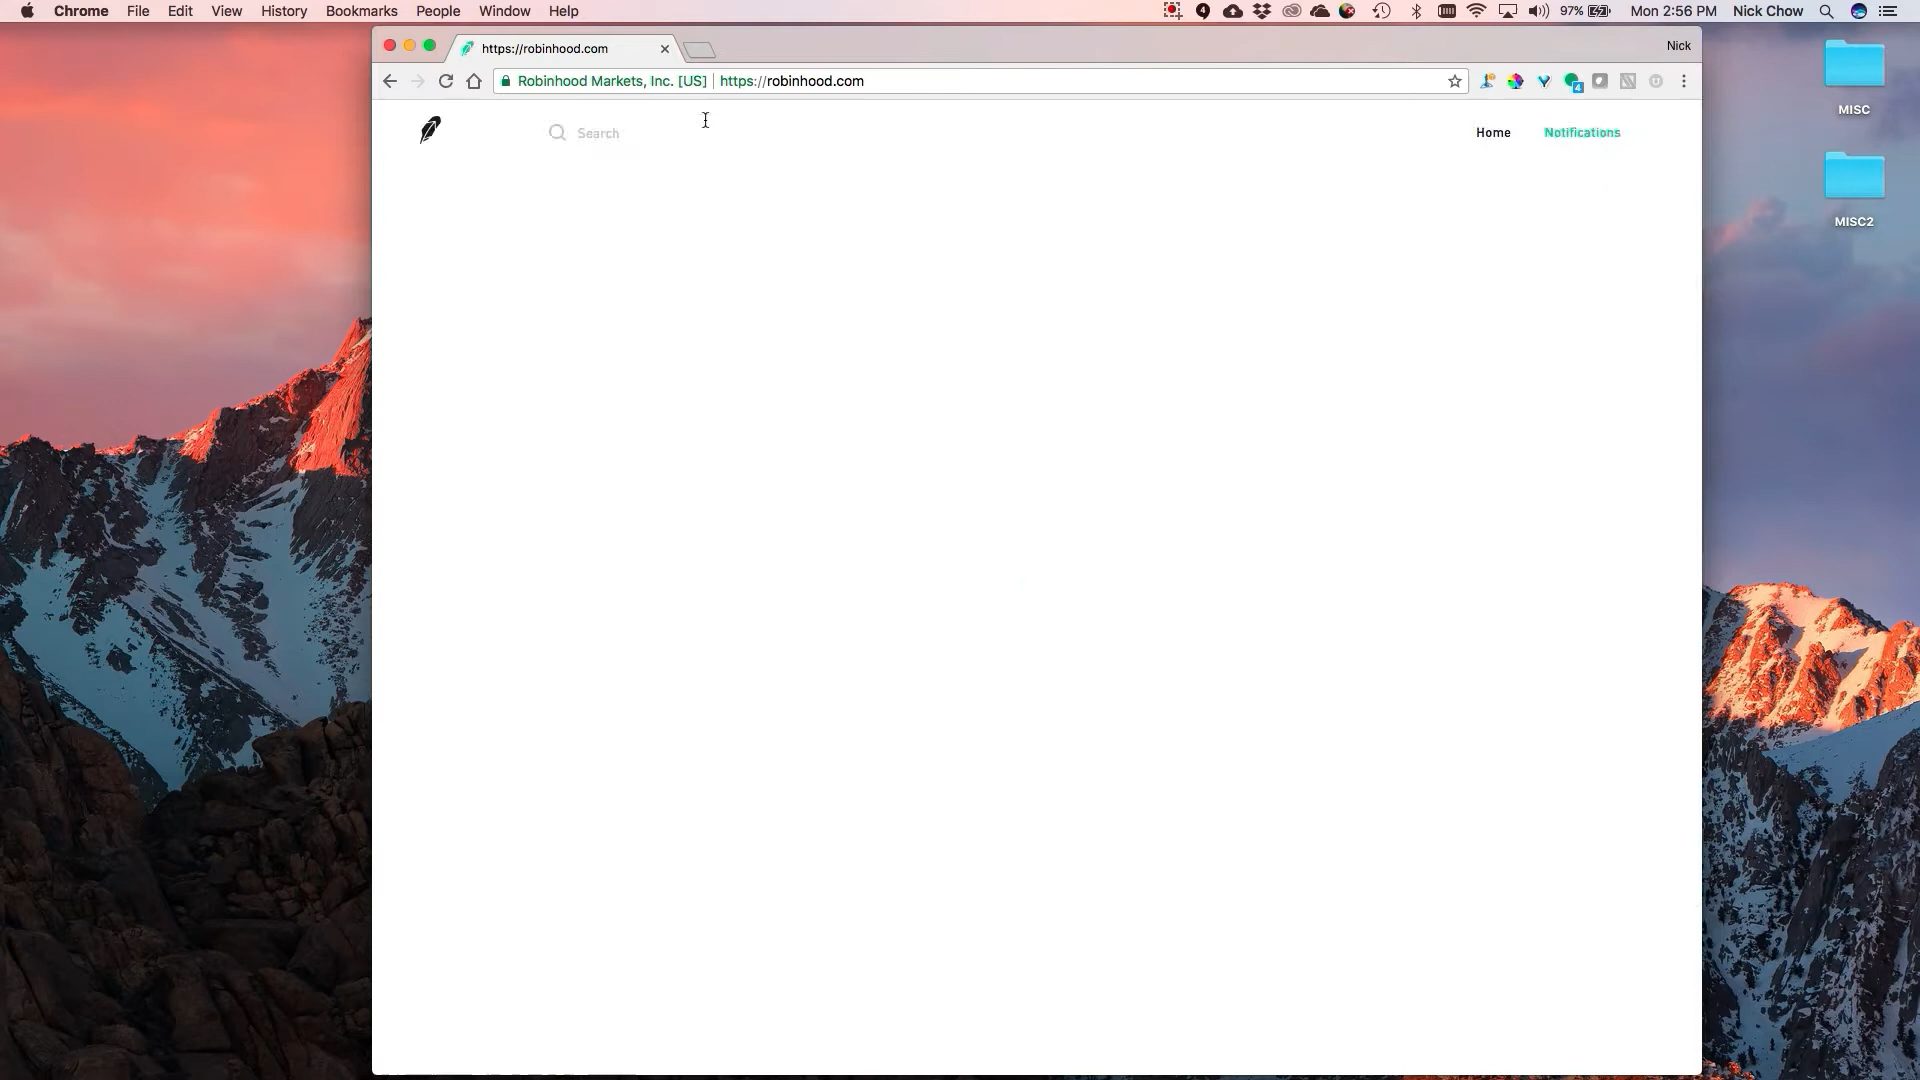 Chrome File Edit View History Bookmarks People Window Help 97% Mon 2:56 PM Nick Chow
https://robinhood.com Nick
Robinhood Markets, Inc. [US] https://robinhood.com 4
Search Home Notifications
MISC
MISC2